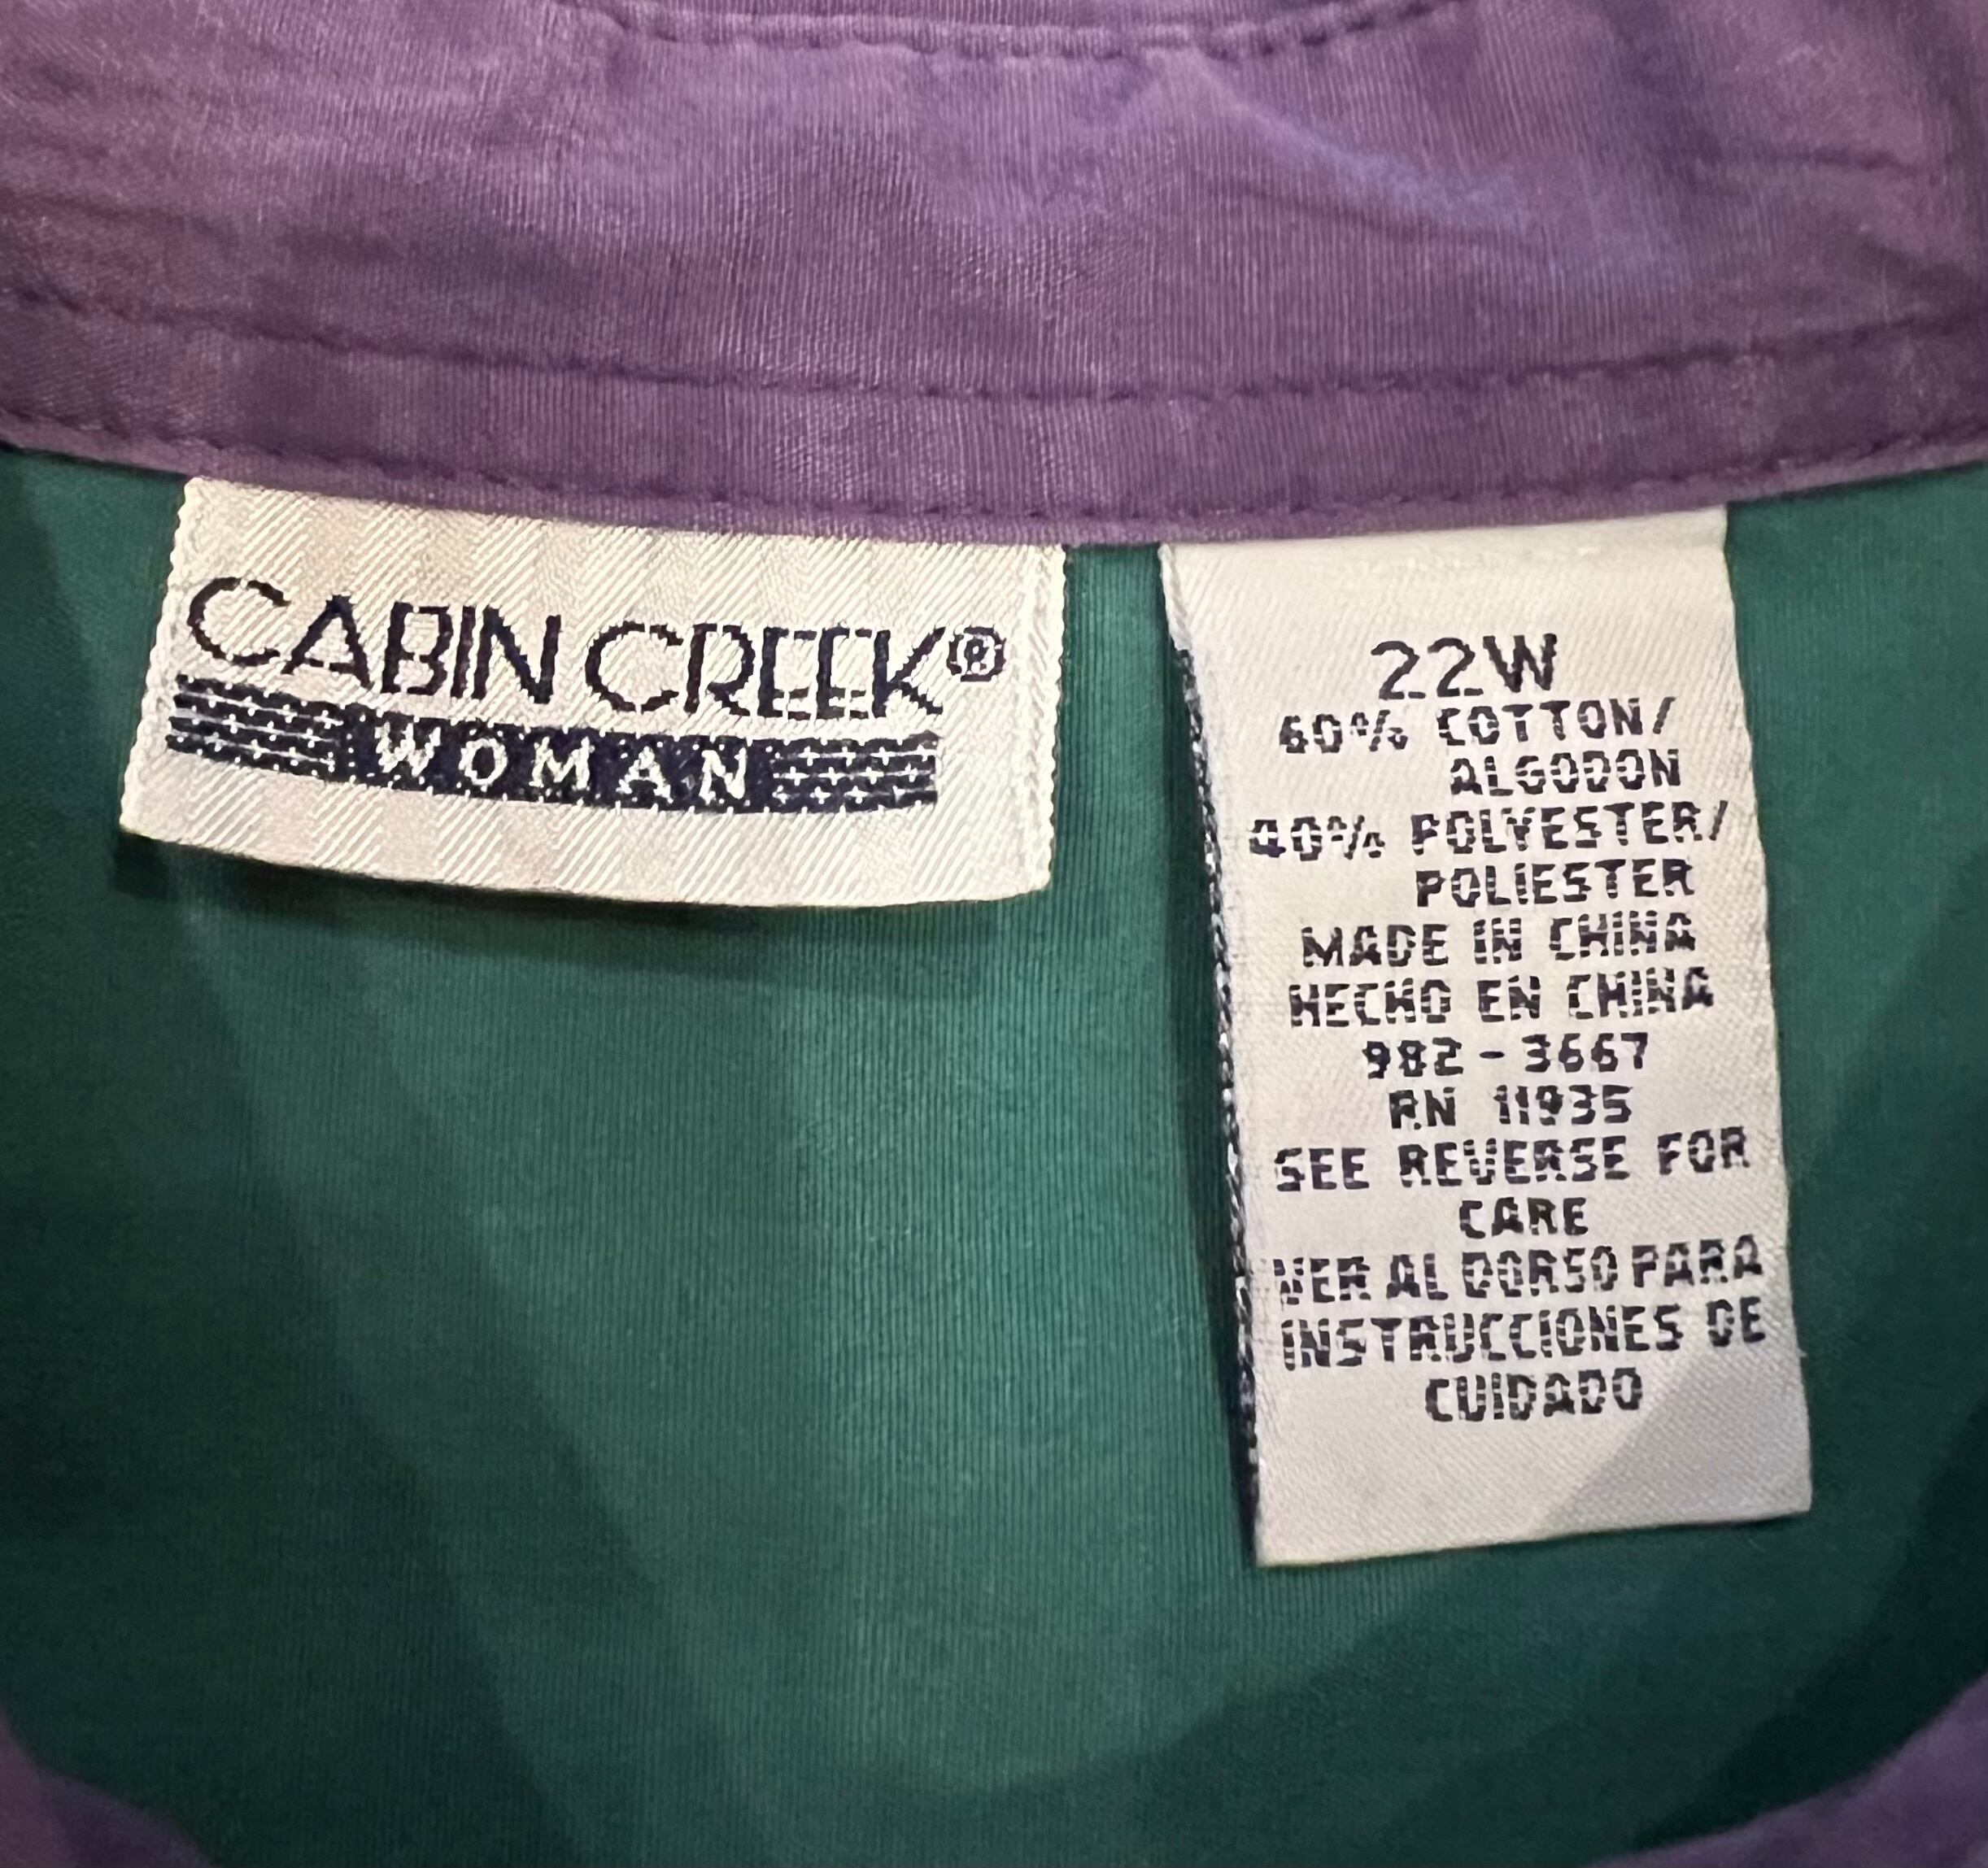 CABIN CREEK®
WOMAN
22W
60% COTTON/
ALGODON
40% POLYESTER/
POLIESTER
MADE IN CHINA
HECHO EN CHINA
982-3667
RN 11935
SEE REVERSE FOR
CARE
VER AL DORSO PARA
INSTRUCCIONES DE
CUIDADO